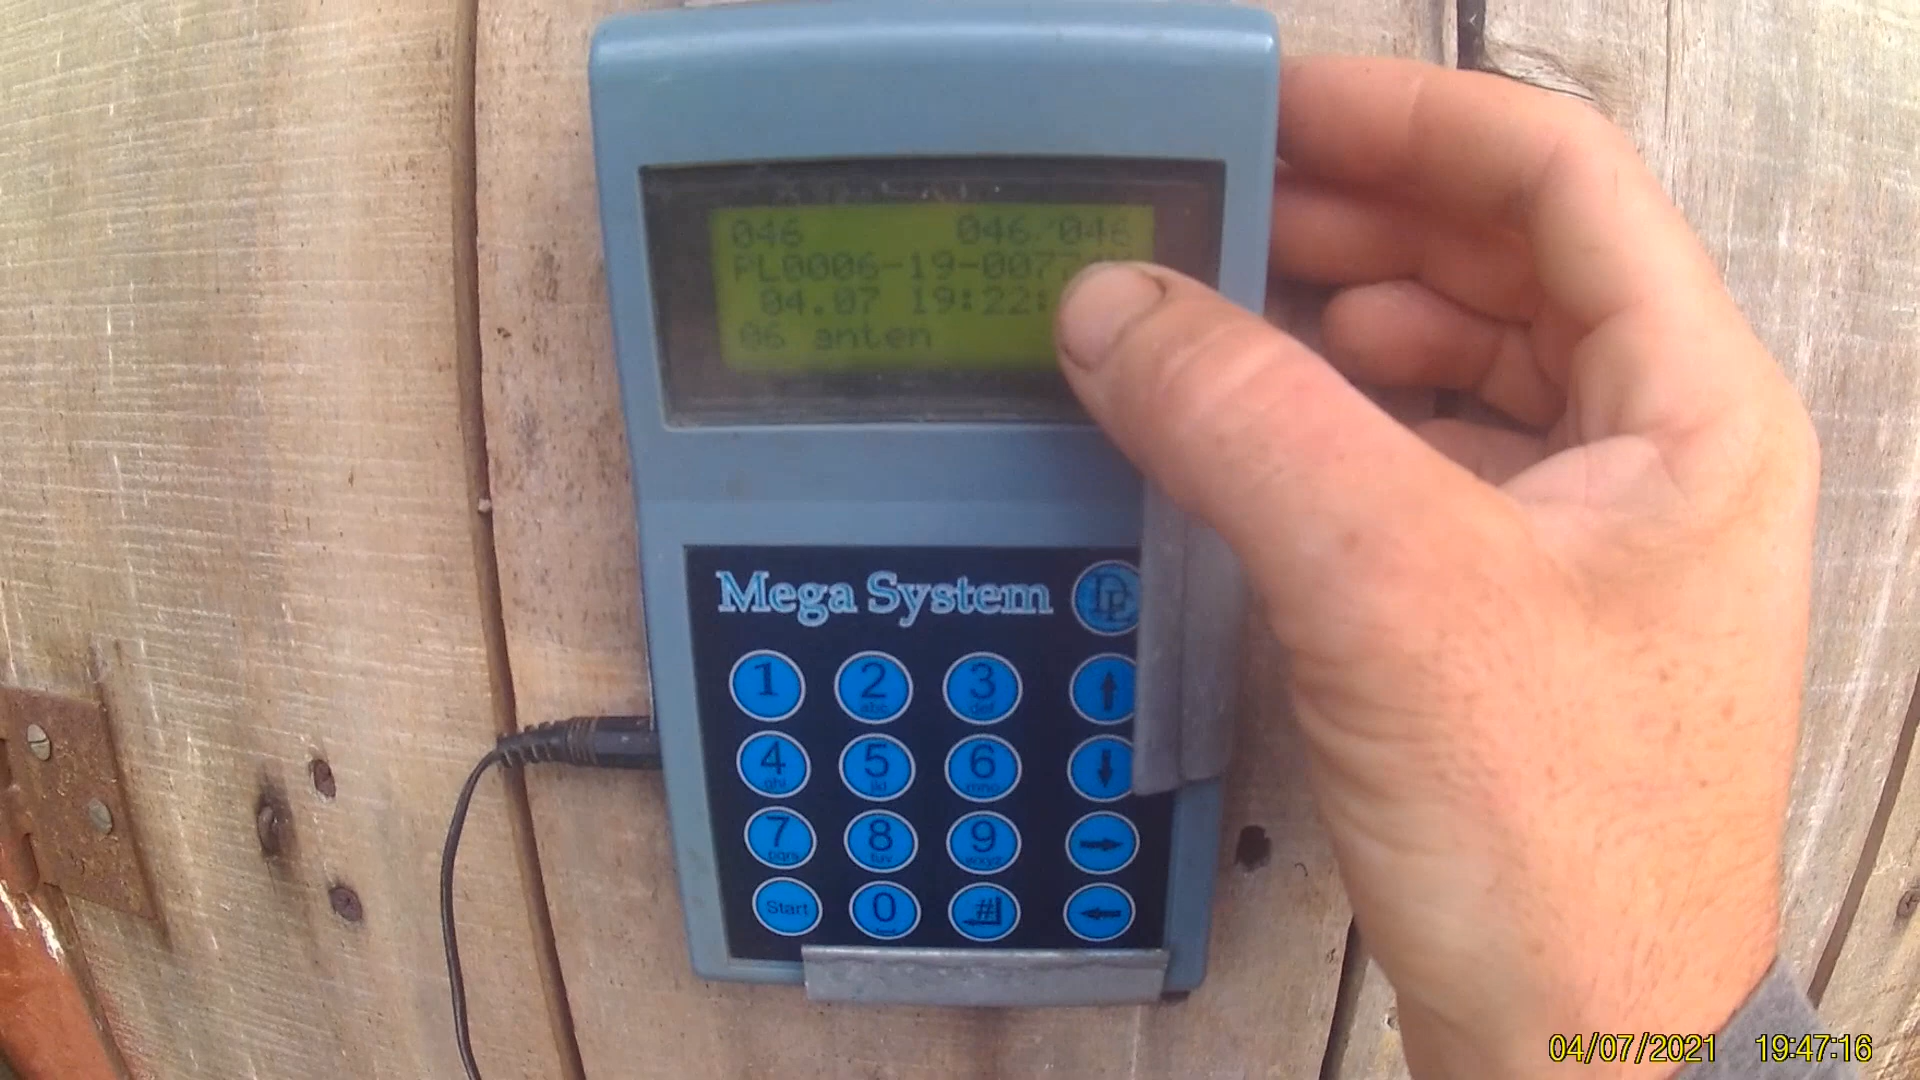 046 046/046
PL0006-19-0077
04.07 19:22:
06 anten
Mega System DE
1 2 abc 3 def
4 ghi 5 jkl 6 mno
7 pqrs 8 tuv 9 wxyz
Start 0 #
04/07/2021 19:47:16